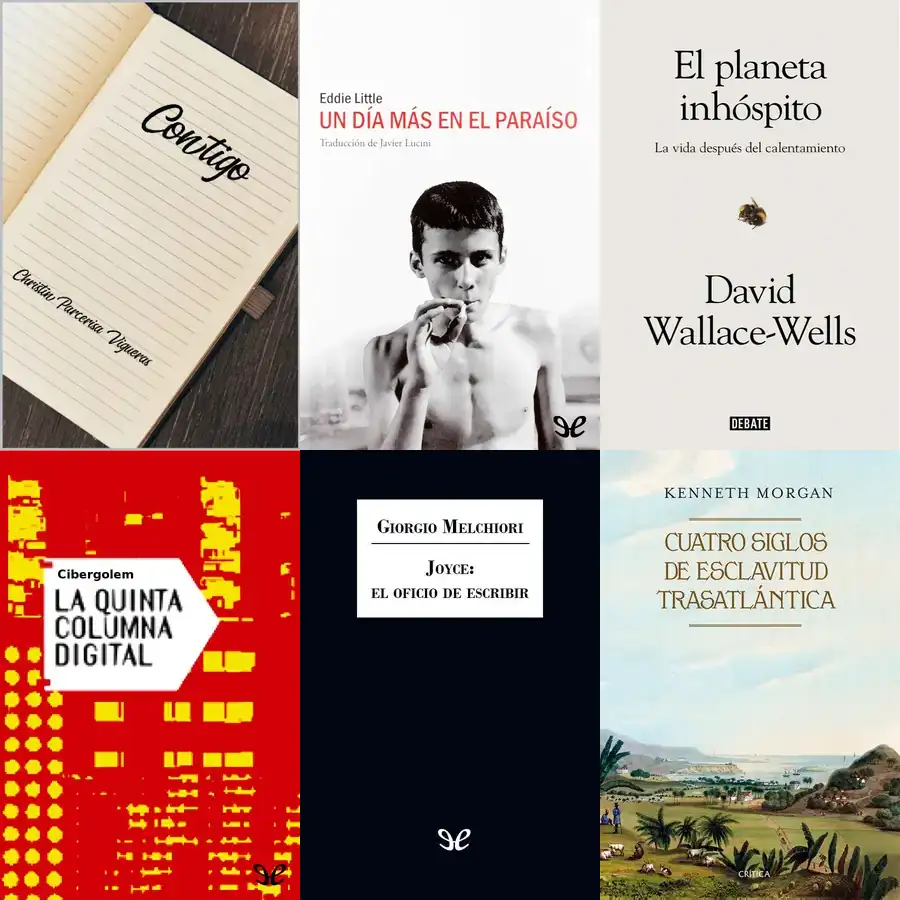 Contigo
Christin Parcerisa Vigueras
Eddie Little
UN DÍA MÁS EN EL PARAÍSO
Traducción de Javier Lucini
El planeta
inhóspito
La vida después del calentamiento
David
Wallace-Wells
DEBATE
Cibergolem
LA QUINTA
COLUMNA
DIGITAL
GIORGIO MELCHIORI
JOYCE:
EL OFICIO DE ESCRIBIR
KENNETH MORGAN
CUATRO SIGLOS
DE ESCLAVITUD
TRASATLÁNTICA
CRÍTICA